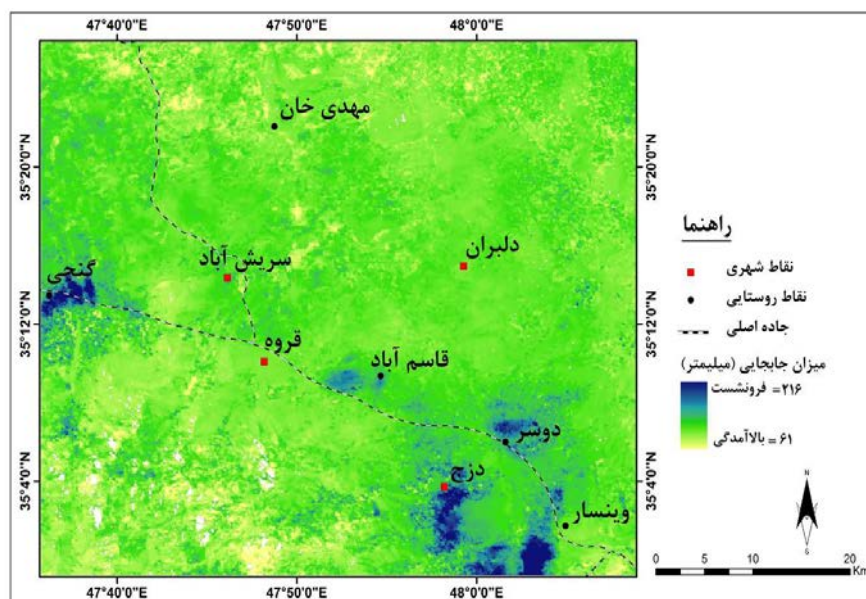 47°40'0"E
47°50'0"E
48°0'0"E
35°20'0"N
35°12'0"N
35°4'0"N
35°20'0"N
35°12'0"N
35°4'0"N
47°40'0"E
47°50'0"E
48°0'0"E
مهدی خان
دلبران
سریش آباد
گنجی
قروه
قاسم آباد
دوسر
دزج
وینسار
راهنما
نقاط شهری
نقاط روستایی
جاده اصلی
میزان جابجایی (میلیمتر)
فرونشست =۲۱۶
بالاآمدگی = ۶۱
0 5 10 20
Km